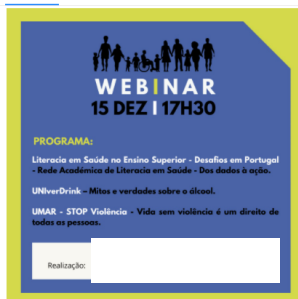 WEBINAR
15 DEZ | 17H30
PROGRAMA:
Literacia em Saúde no Ensino Superior - Desafios em Portugal
- Rede Académica de Literacia em Saúde - Dos dados à ação.
UNIverDrink – Mitos e verdades sobre o álcool.
UMAR - STOP Violência - Vida sem violência é um direito de
todas as pessoas.
Realização: